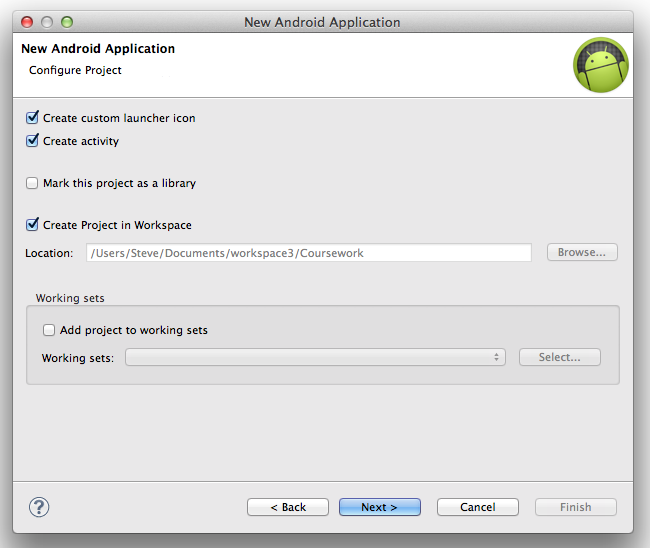 New Android Application
New Android Application
Configure Project
Create custom launcher icon
Create activity
Mark this project as a library
Create Project in Workspace
Location: /Users/Steve/Documents/workspace3/Coursework Browse...
Working sets
Add project to working sets
Working sets: Select...
? < Back Next > Cancel Finish